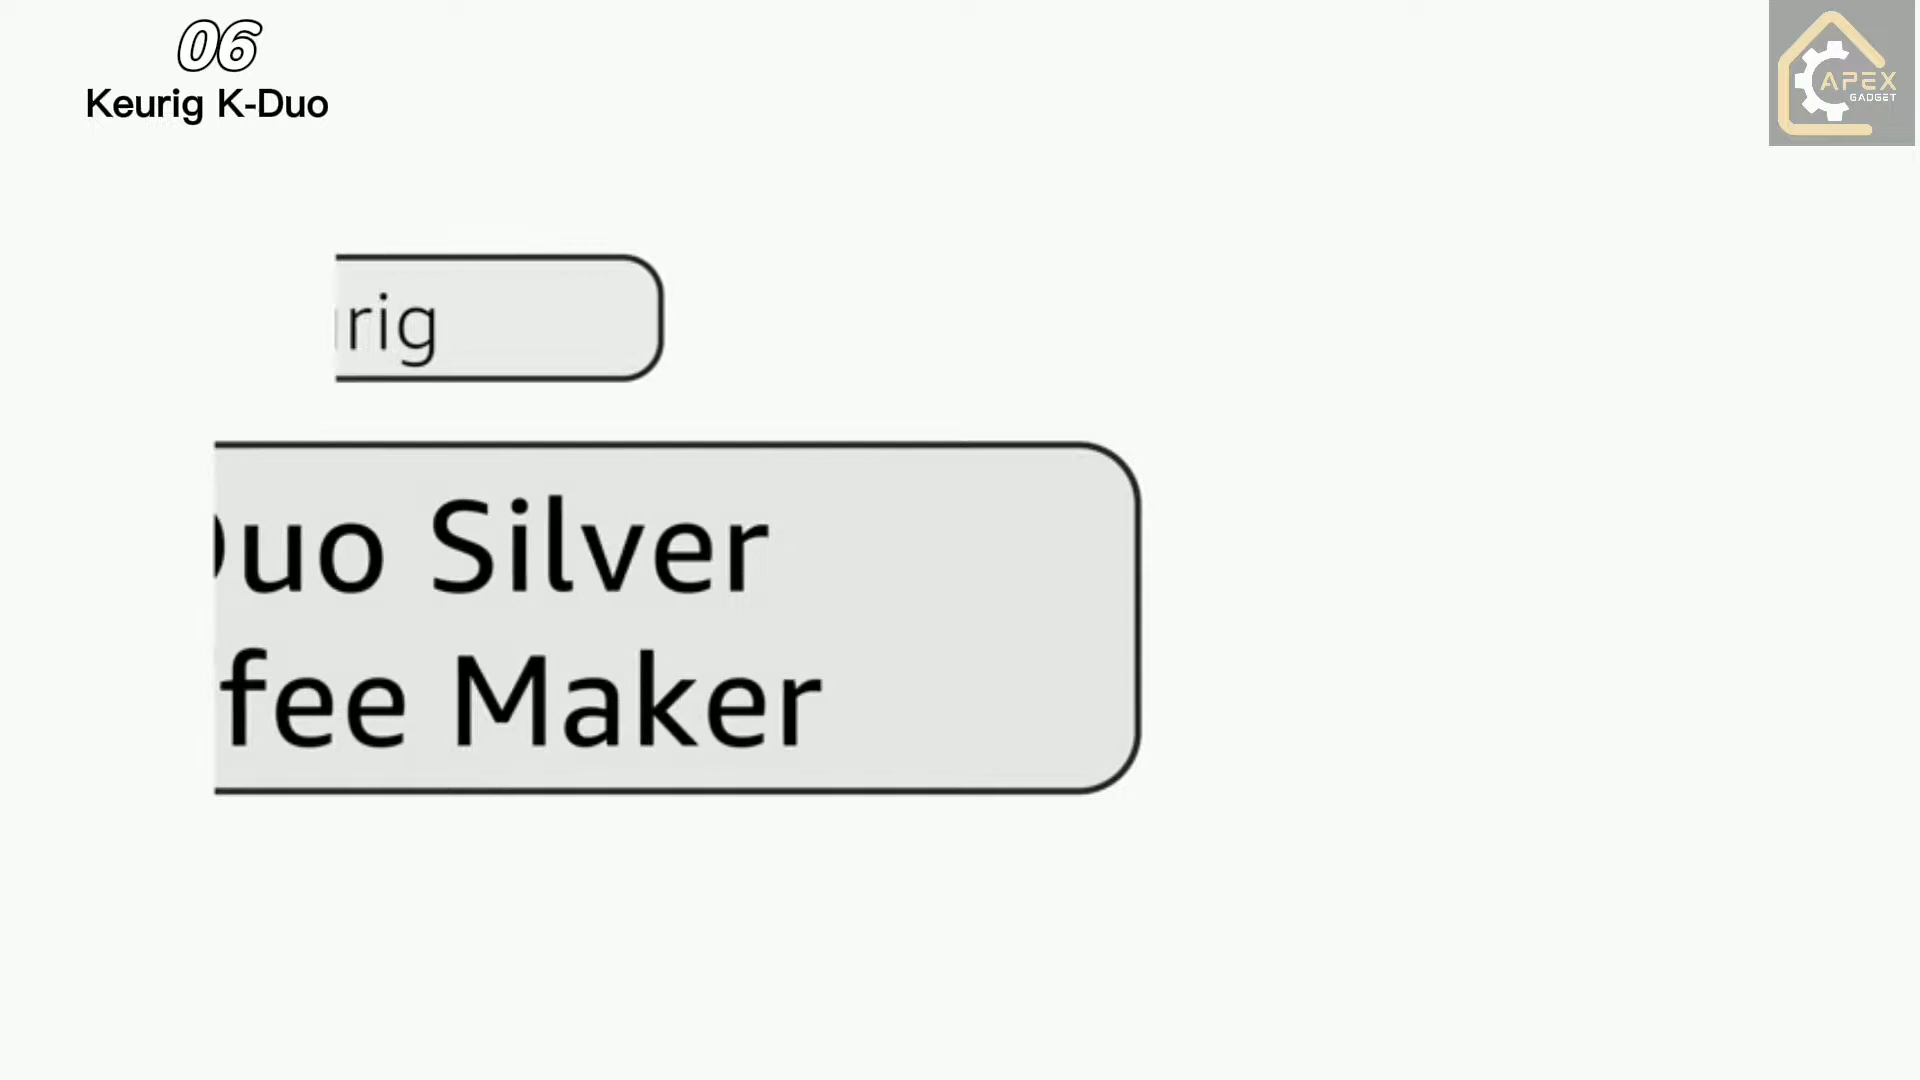 06
Keurig K-Duo
APEX
GADGET
rig
Duo Silver
fee Maker